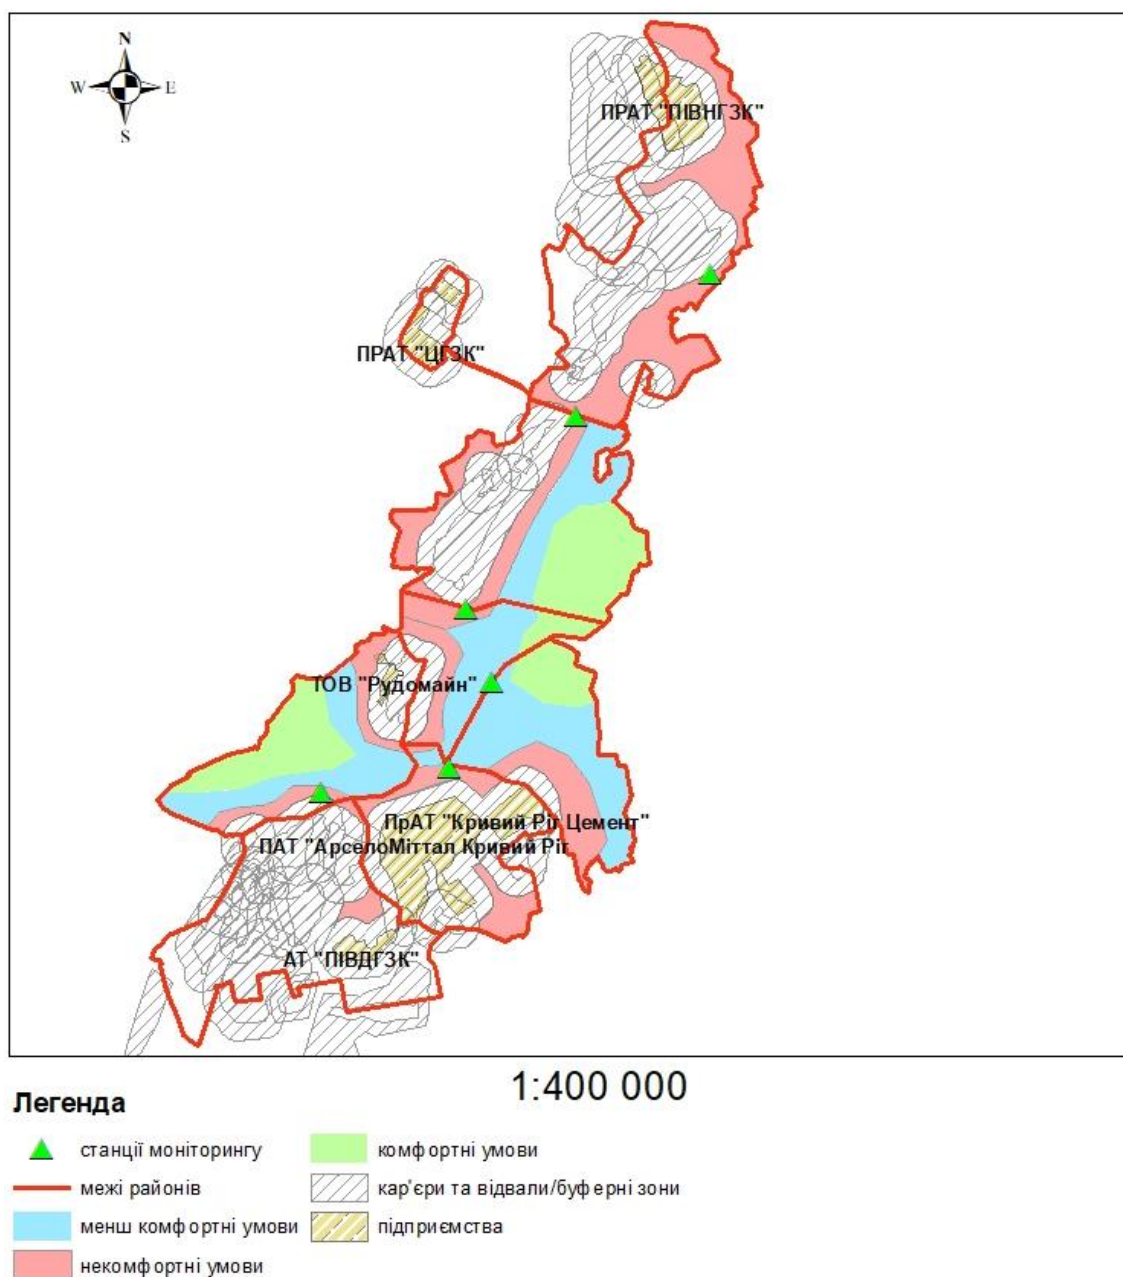 N
W E
S
ПРАТ "ПІВНГЗК"
ПРАТ "ЦГЗК"
ТОВ "Рудомайн"
ПрАТ "Кривий Ріг Цемент"
ПАТ "АрселоМіттал Кривий Ріг
АТ "ПІВДГЗК"
1:400 000
Легенда
станції моніторингу
комфортні умови
межі районів
кар'єри та відвали/буферні зони
менш комфортні умови
підприємства
некомфортні умови